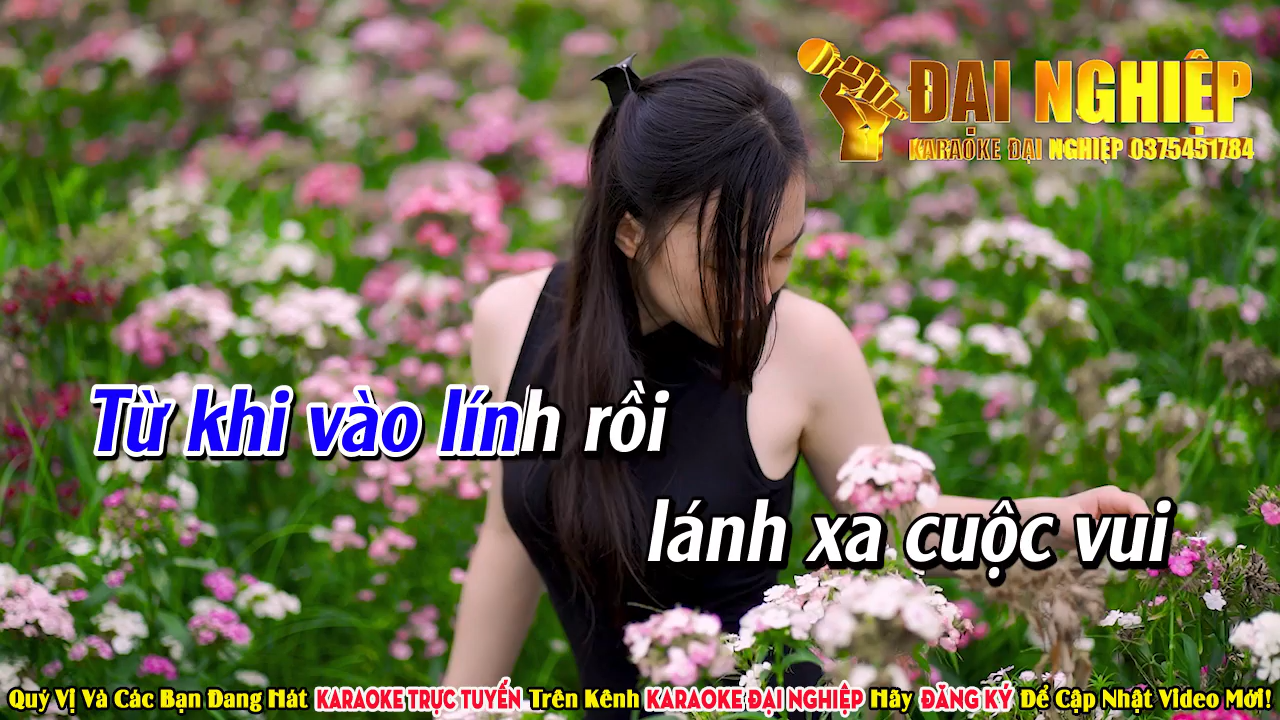 ĐẠI NGHIỆP
KARAOKE ĐẠI NGHIỆP 0375451784
Từ khi vào lính rồi
lánh xa cuộc vui
Quý Vị Và Các Bạn Đang Hát KARAOKE TRỰC TUYẾN Trên Kênh KARAOKE ĐẠI NGHIỆP Hãy ĐĂNG KÝ Để Cập Nhật Video Mới!